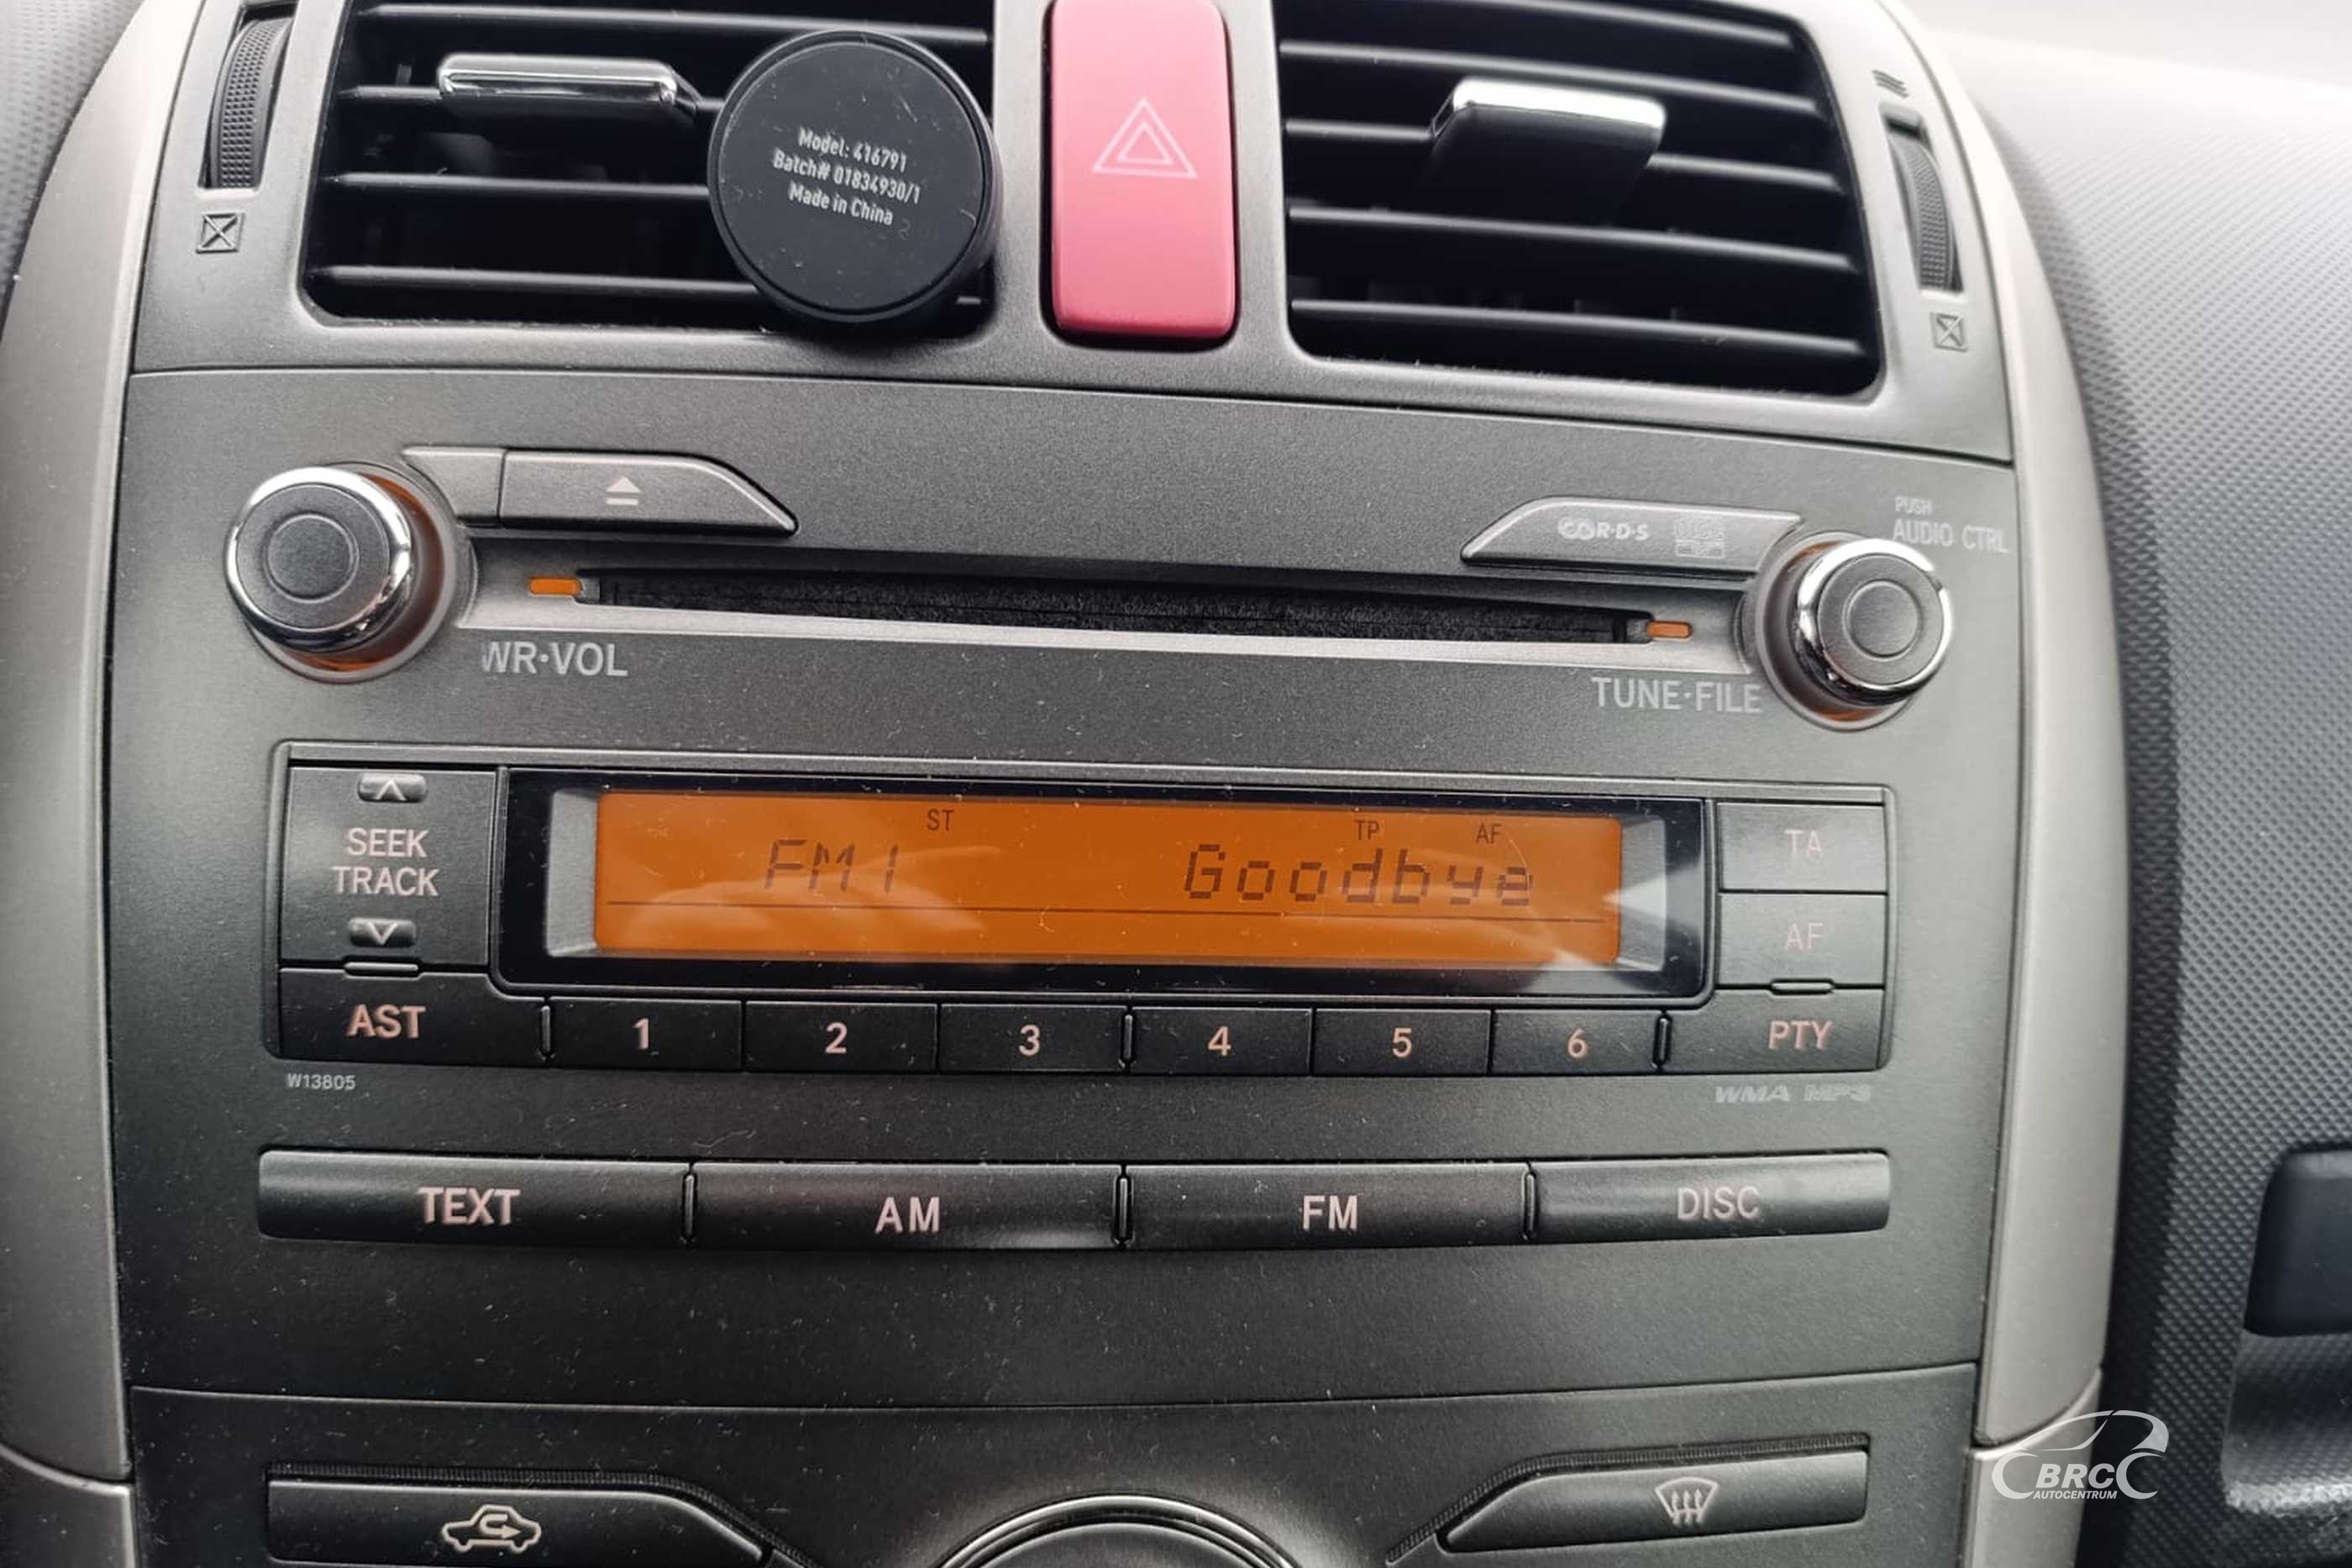 Model: 416791
Batch# 01834930/1
Made in China
PUSH
AUDIO CTRL
WR·VOL
TUNE·FILE
SEEK
TRACK
ST
TP
AF
FM1
Goodbye
TA
AF
AST
1
2
3
4
5
6
PTY
W13805
WMA MP3
TEXT
AM
FM
DISC
BRC
AUTOCENTRUM